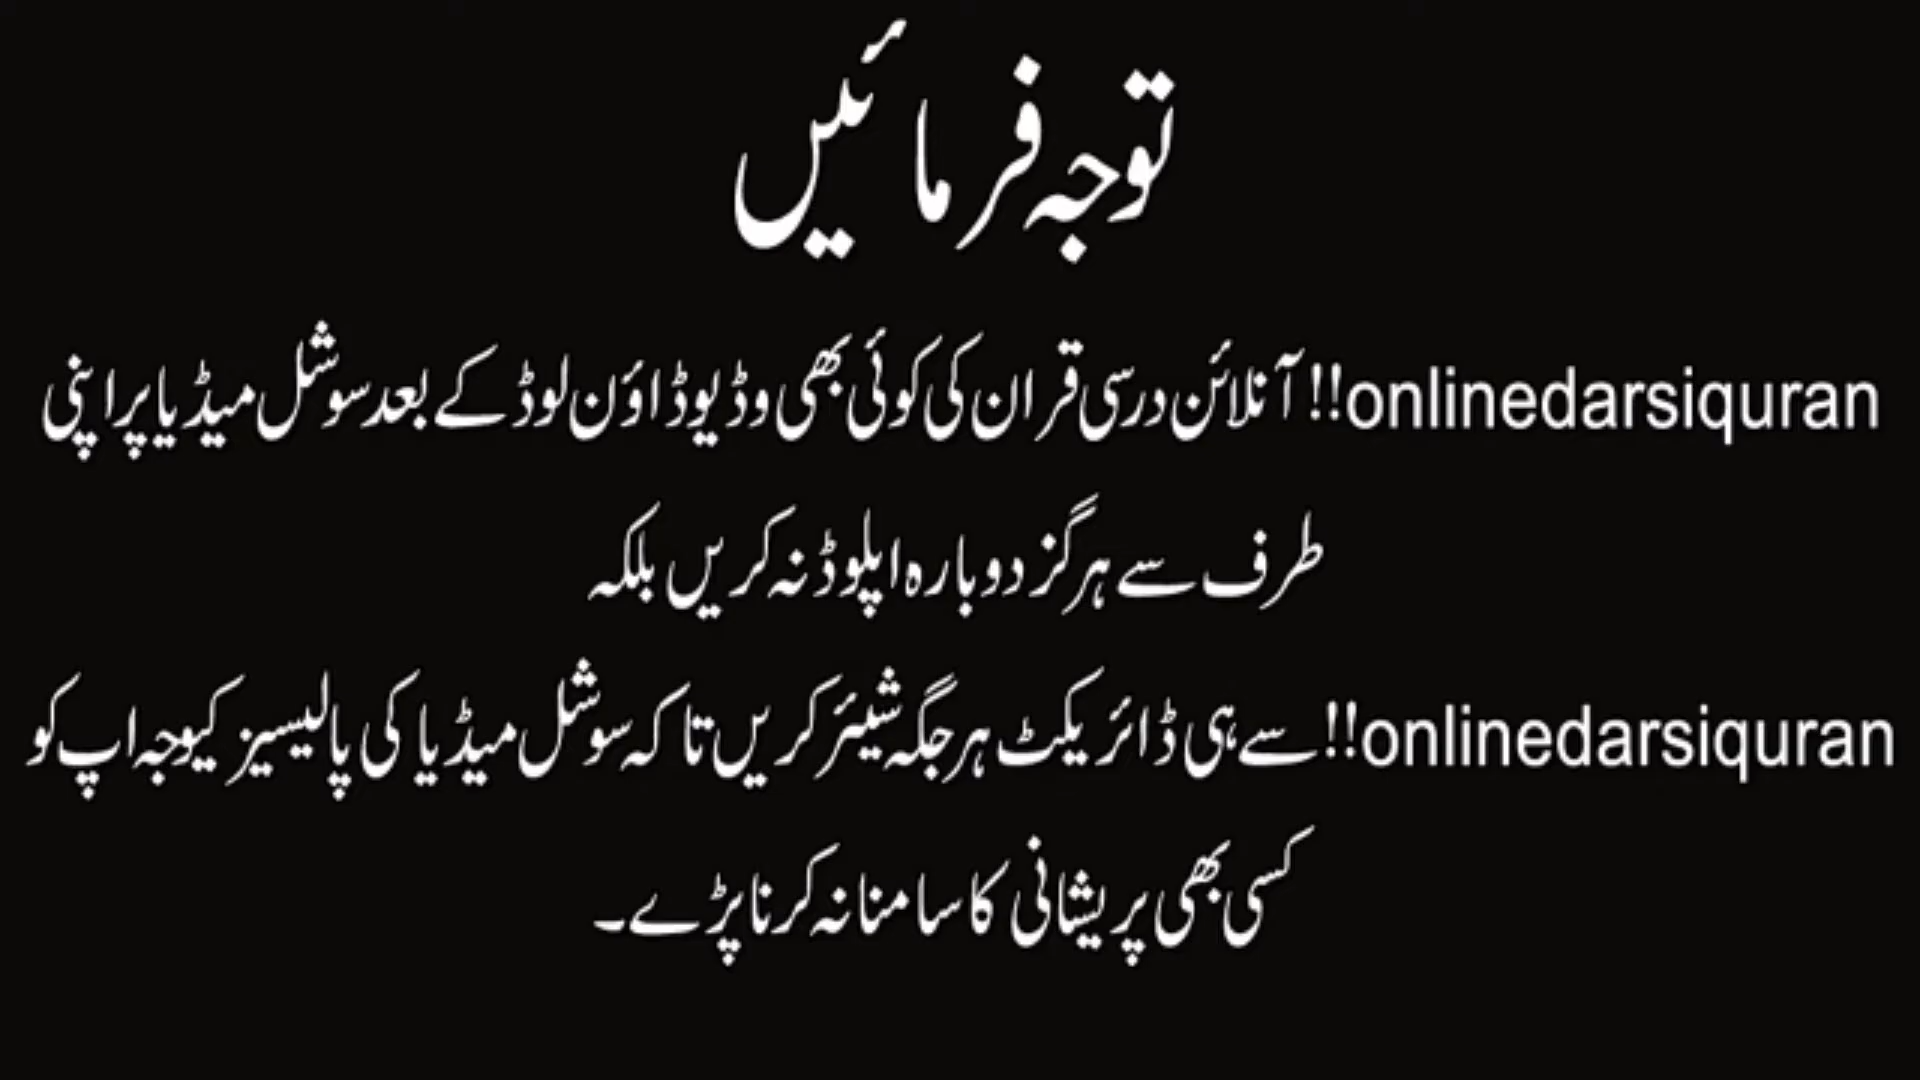 توجہ فرمائیں
onlinedarsiquran!! آنلائن درسی قران کی کوئی بھی وڈیو ڈاؤن لوڈ کے بعد سوشل میڈیا پر اپنی
طرف سے ہرگز دوبارہ اپلوڈ نہ کریں بلکہ
onlinedarsiquran!! سے ہی ڈائریکٹ ہر جگہ شیئر کریں تاکہ سوشل میڈیا کی پالیسیز کیوجہ اپ کو
کسی بھی پریشانی کا سامنا نہ کرنا پڑے۔